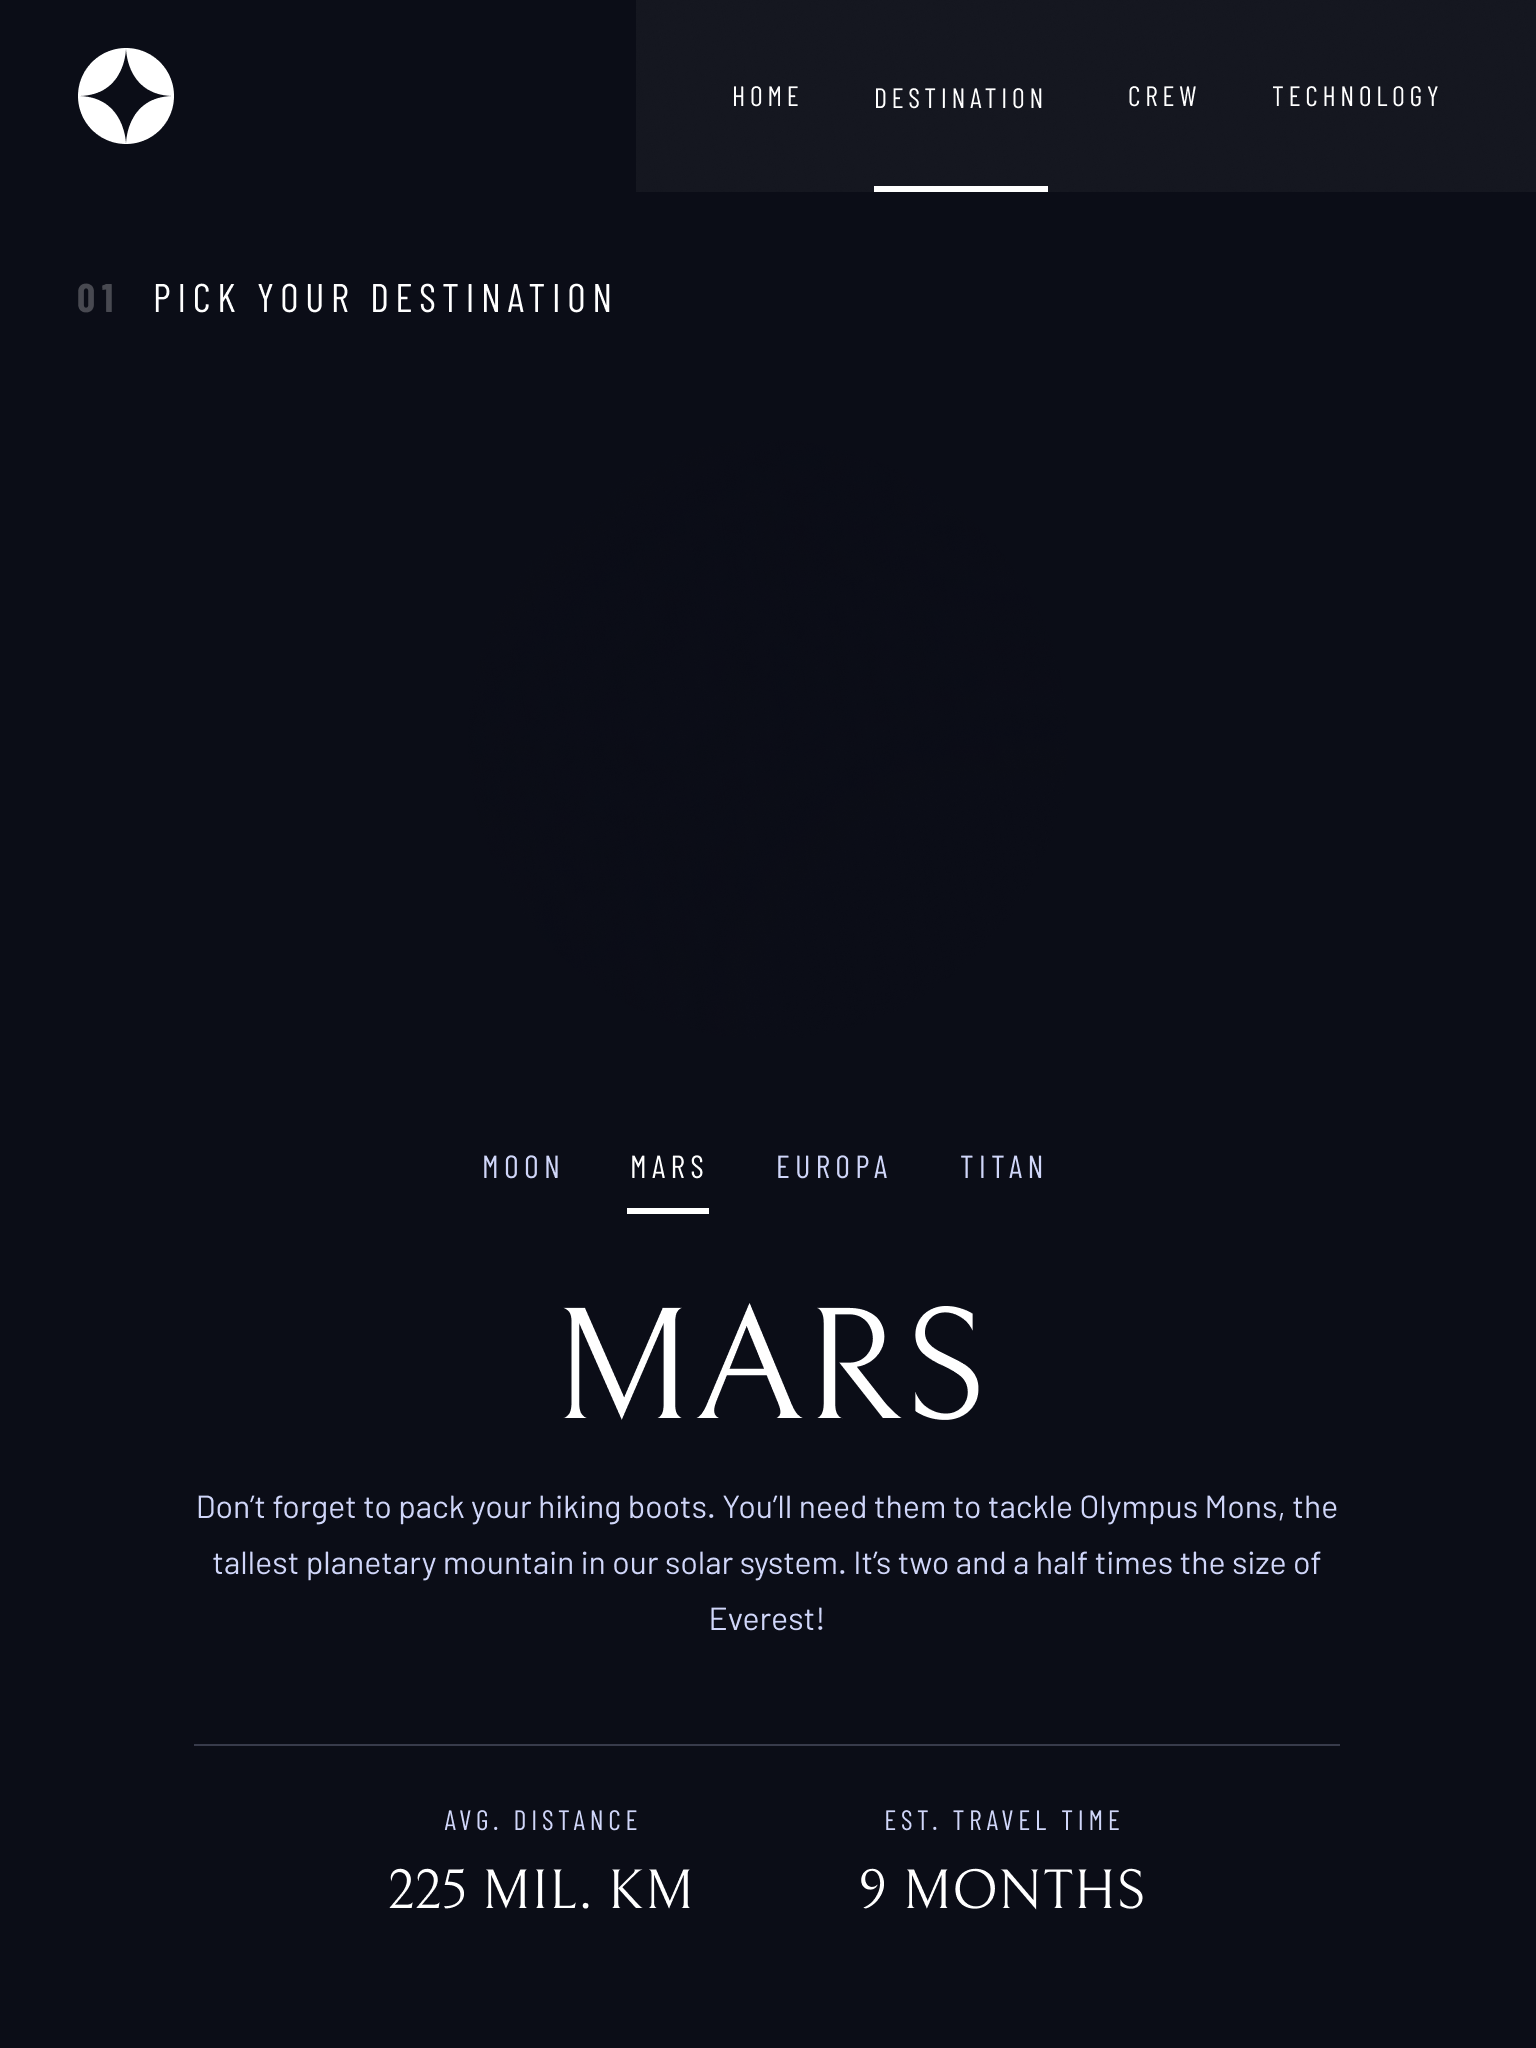 HOME DESTINATION CREW TECHNOLOGY
01 PICK YOUR DESTINATION
MOON MARS EUROPA TITAN
MARS
Don’t forget to pack your hiking boots. You’ll need them to tackle Olympus Mons, the
tallest planetary mountain in our solar system. It’s two and a half times the size of
Everest!
AVG. DISTANCE
225 MIL. KM
EST. TRAVEL TIME
9 MONTHS